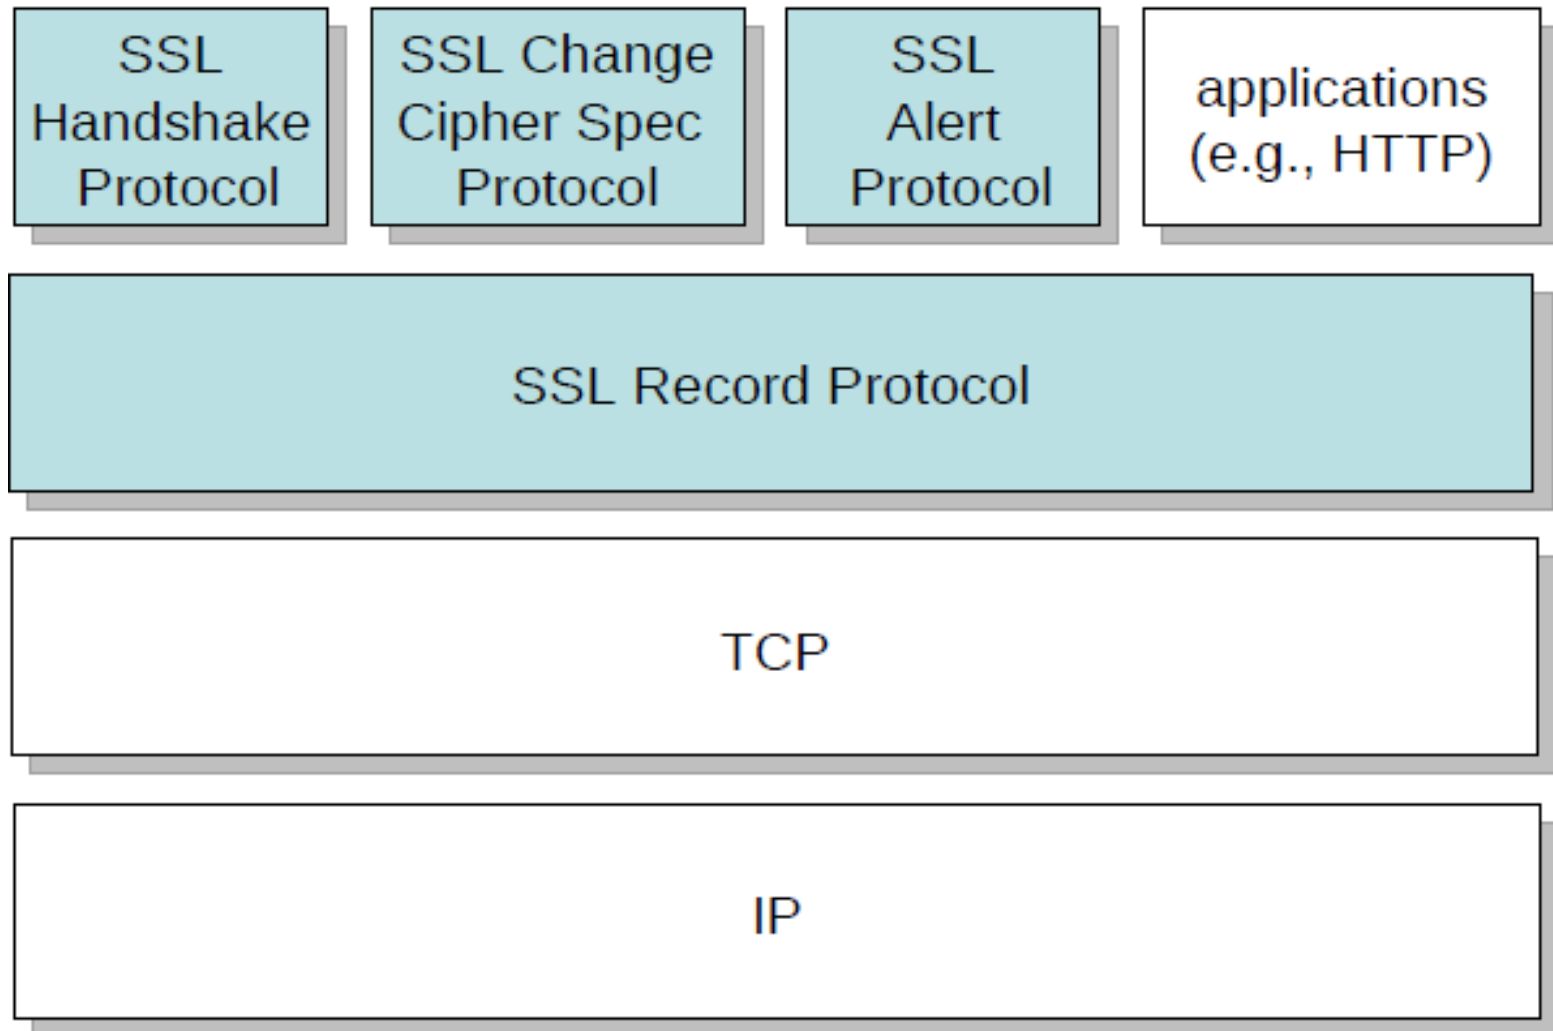 SSL
Handshake
Protocol
SSL Change
Cipher Spec
Protocol
SSL
Alert
Protocol
applications
(e.g., HTTP)
SSL Record Protocol
TCP
IP